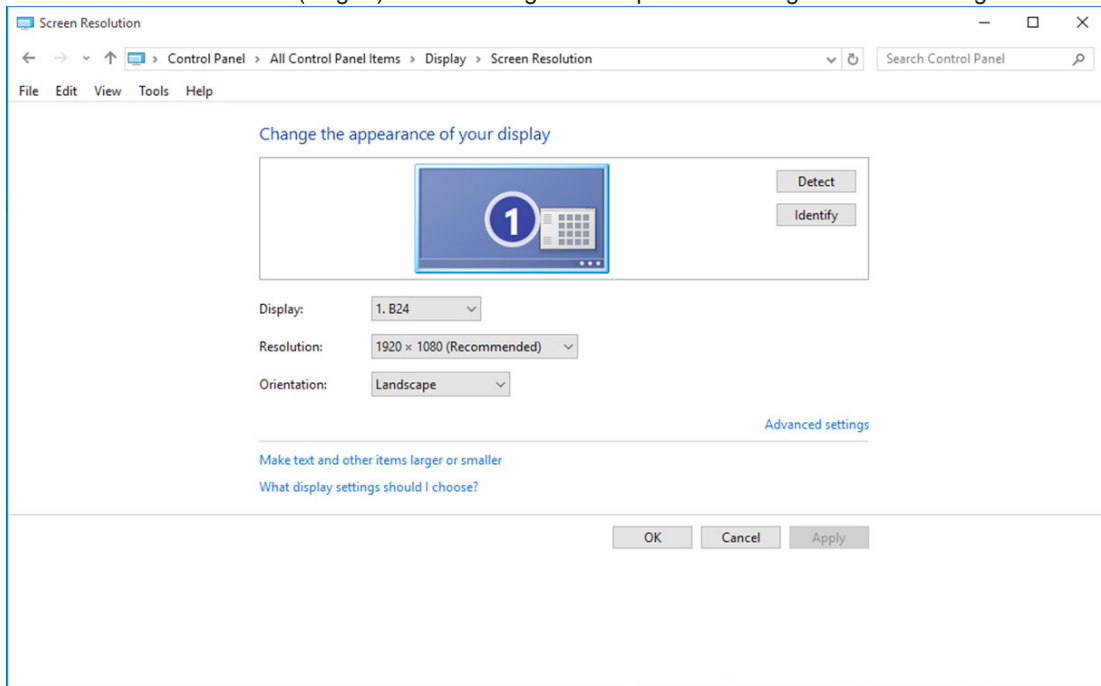 Screen Resolution
Control Panel > All Control Panel Items > Display > Screen Resolution
Search Control Panel
File Edit View Tools Help
Change the appearance of your display
1
Detect
Identify
Display: 1. B24
Resolution: 1920 × 1080 (Recommended)
Orientation: Landscape
Advanced settings
Make text and other items larger or smaller
What display settings should I choose?
OK Cancel Apply